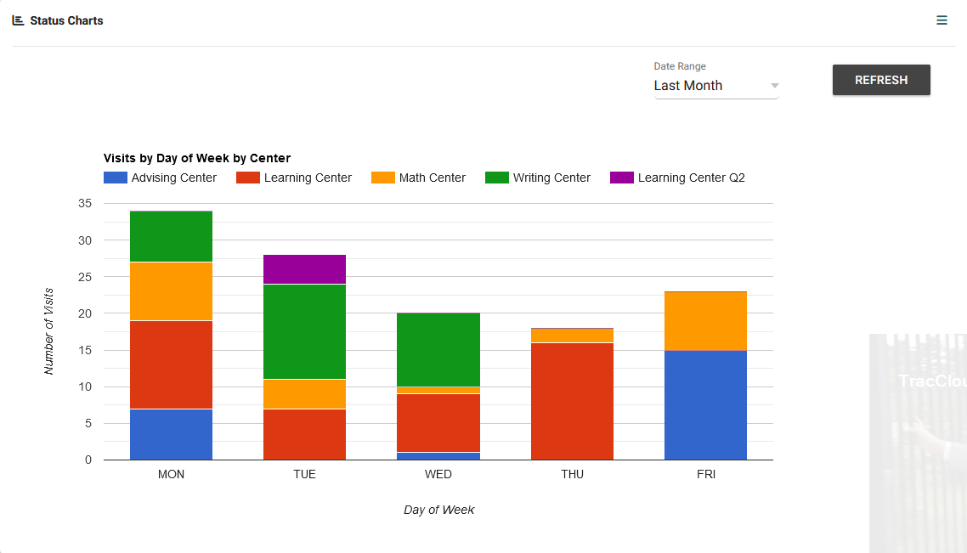 Status Charts
Date Range
Last Month
REFRESH
Visits by Day of Week by Center
Advising Center Learning Center Math Center Writing Center Learning Center Q2
35
30
25
20
15
10
5
0
Number of Visits
MON TUE WED THU FRI
Day of Week
TracClou